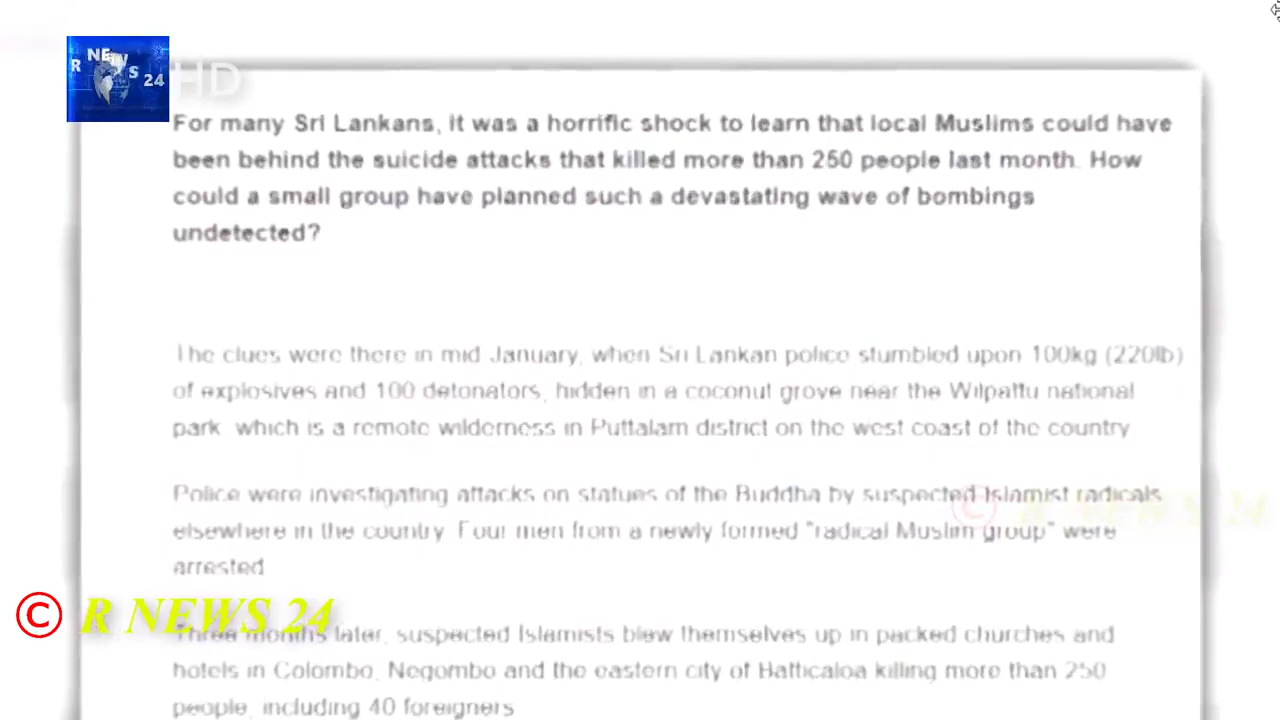 R NEWS 24
HD
For many Sri Lankans, it was a horrific shock to learn that local Muslims could have
been behind the suicide attacks that killed more than 250 people last month. How
could a small group have planned such a devastating wave of bombings
undetected?
The clues were there in mid January, when Sri Lankan police stumbled upon 100kg (220lb)
of explosives and 100 detonators, hidden in a coconut grove near the Wilpattu national
park which is a remote wilderness in Puttalam district on the west coast of the country
Police were investigating attacks on statues of the Buddha by suspected Islamist radicals
© R NEWS 24
elsewhere in the country. Four men from a newly formed "radical Muslim group" were
arrested
© R NEWS 24
Three months later, suspected Islamists blew themselves up in packed churches and
hotels in Colombo, Negombo and the eastern city of Batticaloa killing more than 250
people, including 40 foreigners